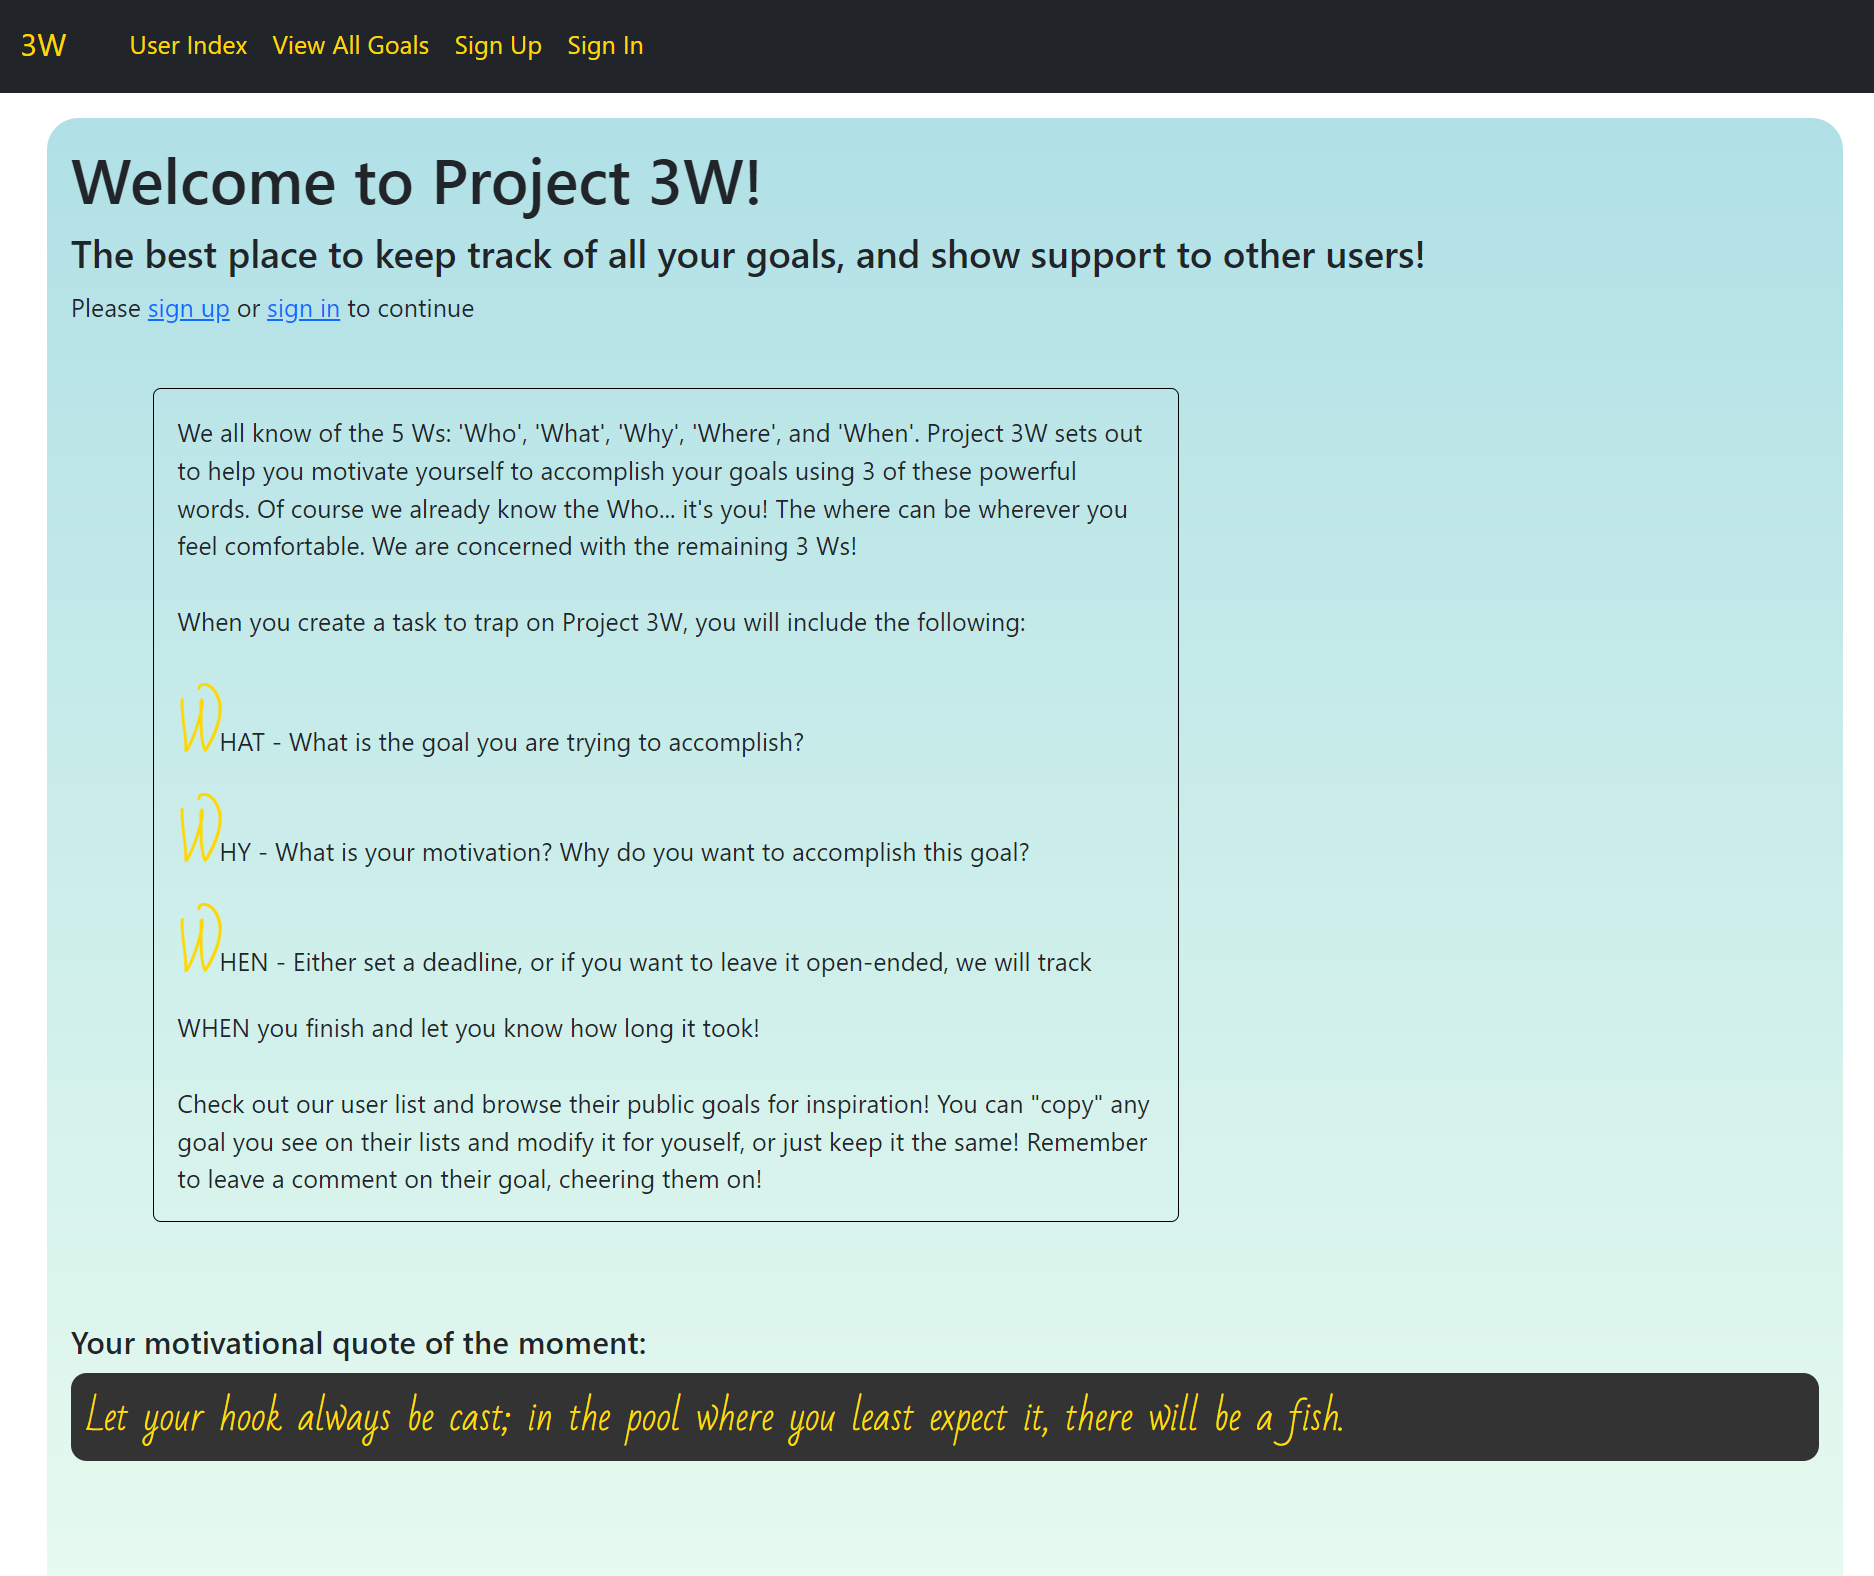 3W User Index View All Goals Sign Up Sign In
Welcome to Project 3W!
The best place to keep track of all your goals, and show support to other users!
Please sign up or sign in to continue
We all know of the 5 Ws: 'Who', 'What', 'Why', 'Where', and 'When'. Project 3W sets out
to help you motivate yourself to accomplish your goals using 3 of these powerful
words. Of course we already know the Who... it's you! The where can be wherever you
feel comfortable. We are concerned with the remaining 3 Ws!
When you create a task to trap on Project 3W, you will include the following:
WHAT - What is the goal you are trying to accomplish?
WHY - What is your motivation? Why do you want to accomplish this goal?
WHEN - Either set a deadline, or if you want to leave it open-ended, we will track
WHEN you finish and let you know how long it took!
Check out our user list and browse their public goals for inspiration! You can "copy" any
goal you see on their lists and modify it for youself, or just keep it the same! Remember
to leave a comment on their goal, cheering them on!
Your motivational quote of the moment:
Let your hook always be cast; in the pool where you least expect it, there will be a fish.